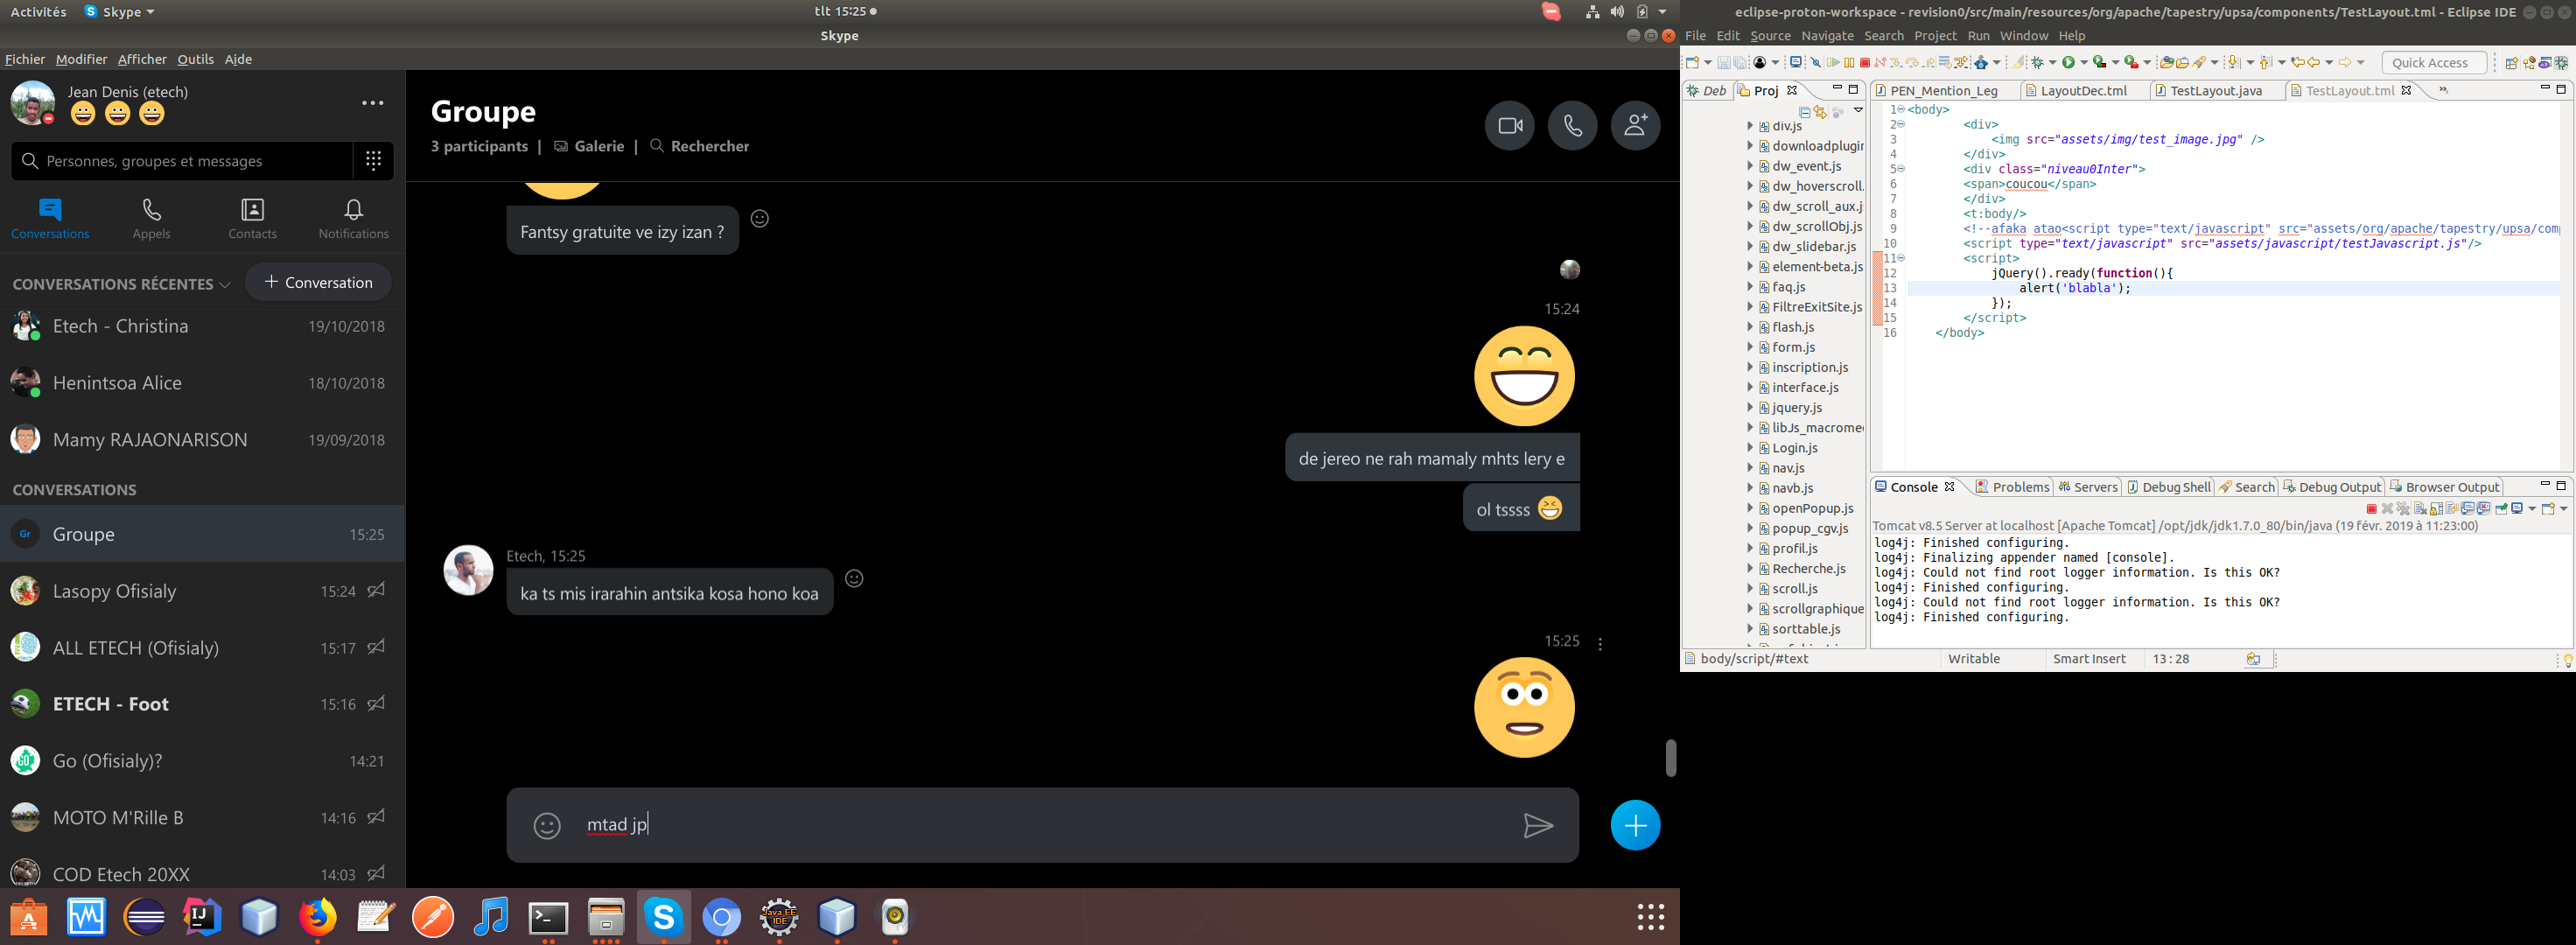 Activités
Skype
tlt 15:25
Skype
Fichier Modifier Afficher Outils Aide
Jean Denis (etech)
Personnes, groupes et messages
Conversations Appels Contacts Notifications
CONVERSATIONS RÉCENTES
Conversation
Etech - Christina 19/10/2018
Henintsoa Alice 18/10/2018
Mamy RAJAONARISON 19/09/2018
CONVERSATIONS
Gr Groupe 15:25
Lasopy Ofisialy 15:24
ALL ETECH (Ofisialy) 15:17
ETECH - Foot 15:16
Go (Ofisialy)? 14:21
MOTO M'Rille B 14:16
COD Etech 20XX 14:03
Groupe
3 participants | Galerie | Rechercher
Fantsy gratuite ve izy izan ?
15:24
de jereo ne rah mamaly mhts lery e
ol tssss
Etech, 15:25
ka ts mis irarahin antsika kosa hono koa
15:25
mtad jp
eclipse-proton-workspace - revision0/src/main/resources/org/apache/tapestry/upsa/components/TestLayout.tml - Eclipse IDE
File Edit Source Navigate Search Project Run Window Help
Quick Access
Deb Proj
div.js
downloadplugir
dw_event.js
dw_hoverscroll.
dw_scroll_aux.j
dw_scrollObj.js
dw_slidebar.js
element-beta.js
faq.js
FiltreExitSite.js
flash.js
form.js
inscription.js
interface.js
jquery.js
libJs_macrome
Login.js
nav.js
navb.js
openPopup.js
popup_cgv.js
profil.js
Recherche.js
scroll.js
scrollgraphique
sorttable.js
PEN_Mention_Leg LayoutDec.tml TestLayout.java TestLayout.tml
1 <body>
2 <div>
3 <img src="assets/img/test_image.jpg" />
4 </div>
5 <div class="niveau0Inter">
6 <span>coucou</span>
7 </div>
8 <t:body/>
9 <!--afaka atao<script type="text/javascript" src="assets/org/apache/tapestry/upsa/com
10 <script type="text/javascript" src="assets/javascript/testJavascript.js"/>
11 <script>
12 jQuery().ready(function(){
13 alert('blabla');
14 });
15 </script>
16 </body>
Console Problems Servers Debug Shell Search Debug Output Browser Output
Tomcat v8.5 Server at localhost [Apache Tomcat] /opt/jdk/jdk1.7.0_80/bin/java (19 févr. 2019 à 11:23:00)
log4j: Finished configuring.
log4j: Finalizing appender named [console].
log4j: Could not find root logger information. Is this OK?
log4j: Finished configuring.
log4j: Could not find root logger information. Is this OK?
log4j: Finished configuring.
body/script/#text Writable Smart Insert 13 : 28
IJ
Java EE
IDE